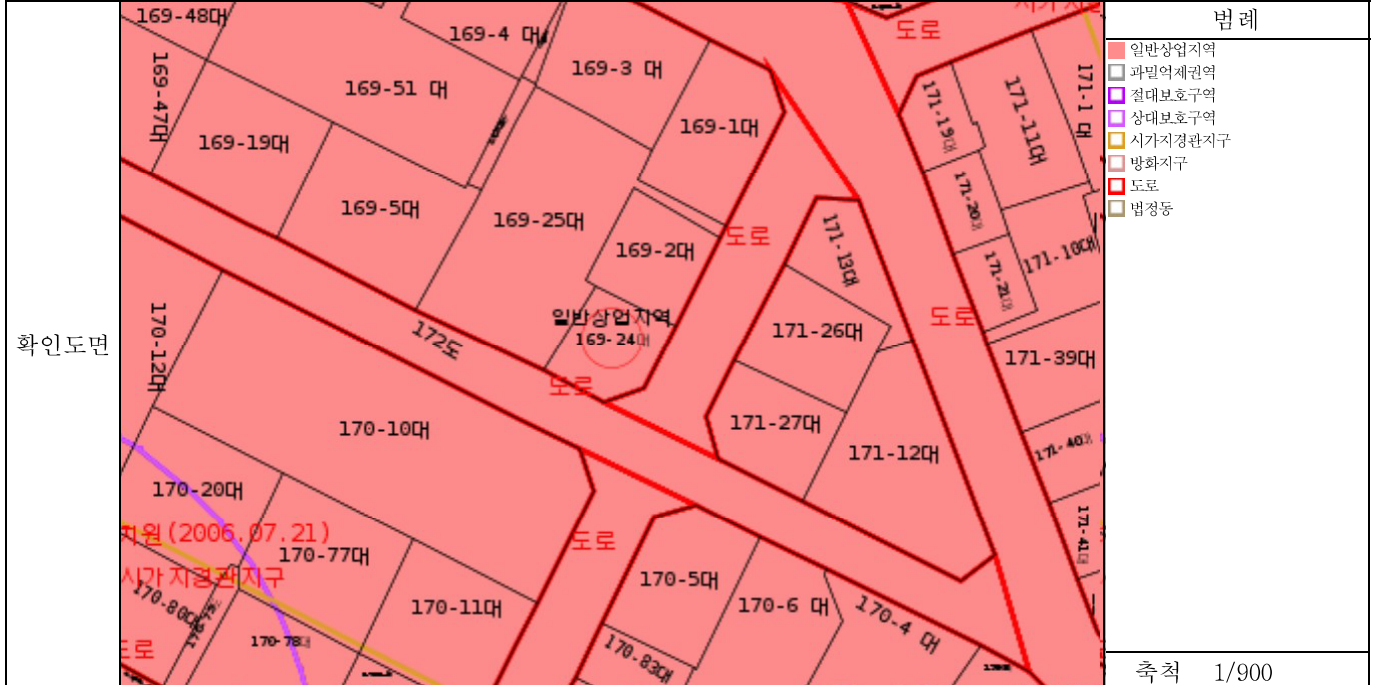 확인도면
169-48대
169-4 대
169-3 대
도로
169-47대
169-51 대
169-1대
171-19대
171-11대
171-1 대
169-19대
169-5대
169-25대
169-2대
도로
171-13대
171-20대
171-10대
171-21대
일반상업지역
169-24대
172도
도로
171-26대
도로
171-39대
170-12대
170-10대
171-27대
171-12대
171-40대
170-20대
지원(2006.07.21)
170-77대
도로
171-41대
시가지경관지구
170-80대
170-11대
170-5대
170-6 대
170-4 대
170-78대
도로
170-83대
범례
일반상업지역
과밀억제권역
절대보호구역
상대보호구역
시가지경관지구
방화지구
도로
법정동
축척 1/900